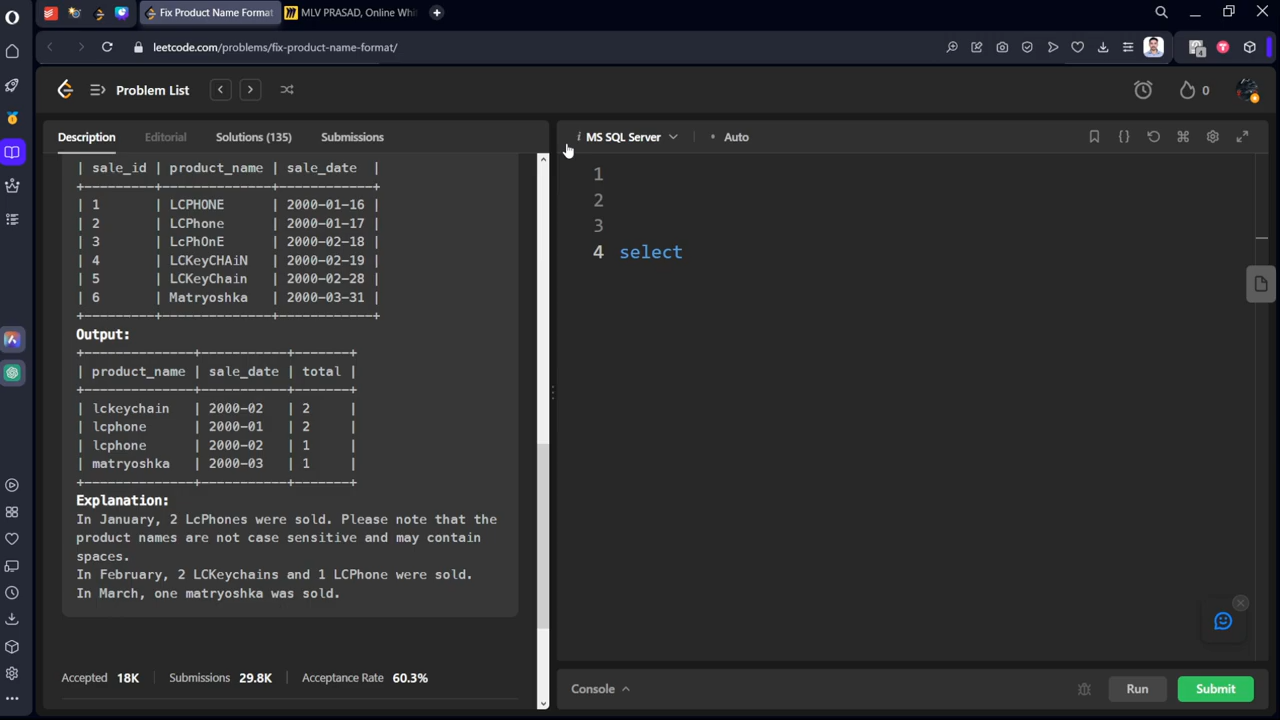 Fix Product Name Format
MLV PRASAD, Online Whi
leetcode.com/problems/fix-product-name-format/
4
Problem List
0
Description
Editorial
Solutions (135)
Submissions
| sale_id | product_name | sale_date |
+---------+--------------+------------+
| 1 | LCPHONE | 2000-01-16 |
| 2 | LCPhone | 2000-01-17 |
| 3 | LcPhOnE | 2000-02-18 |
| 4 | LCKeyCHAiN | 2000-02-19 |
| 5 | LCKeyChain | 2000-02-28 |
| 6 | Matryoshka | 2000-03-31 |
+---------+--------------+------------+
Output:
+--------------+-----------+-------+
| product_name | sale_date | total |
+--------------+-----------+-------+
| lckeychain | 2000-02 | 2 |
| lcphone | 2000-01 | 2 |
| lcphone | 2000-02 | 1 |
| matryoshka | 2000-03 | 1 |
+--------------+-----------+-------+
Explanation:
In January, 2 LcPhones were sold. Please note that the
product names are not case sensitive and may contain
spaces.
In February, 2 LCKeychains and 1 LCPhone were sold.
In March, one matryoshka was sold.
Accepted 18K
Submissions 29.8K
Acceptance Rate 60.3%
i MS SQL Server
• Auto
{}
1
2
3
4 select
Console
Run
Submit